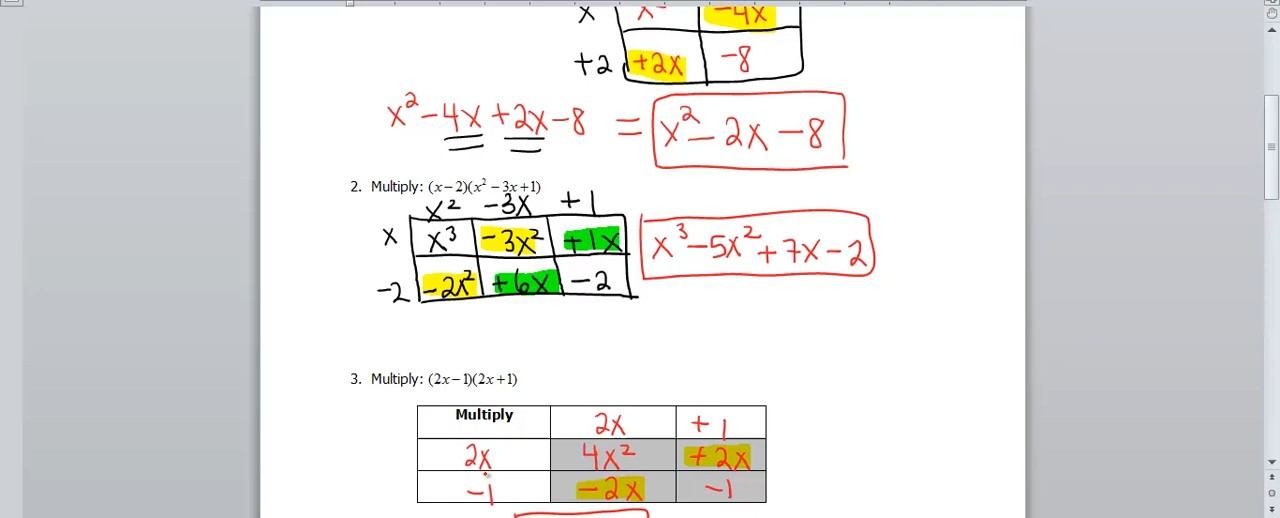 x x² -4x
+2 +2x -8
x² - 4x + 2x - 8 = x² - 2x - 8
2. Multiply: (x−2)(x² −3x+1)
x² -3x +1
x x³ -3x² +1x x³ - 5x² + 7x - 2
-2 -2x² +6x -2
3. Multiply: (2x−1)(2x+1)
Multiply 2x +1
2x 4x² +2x
-1 -2x -1